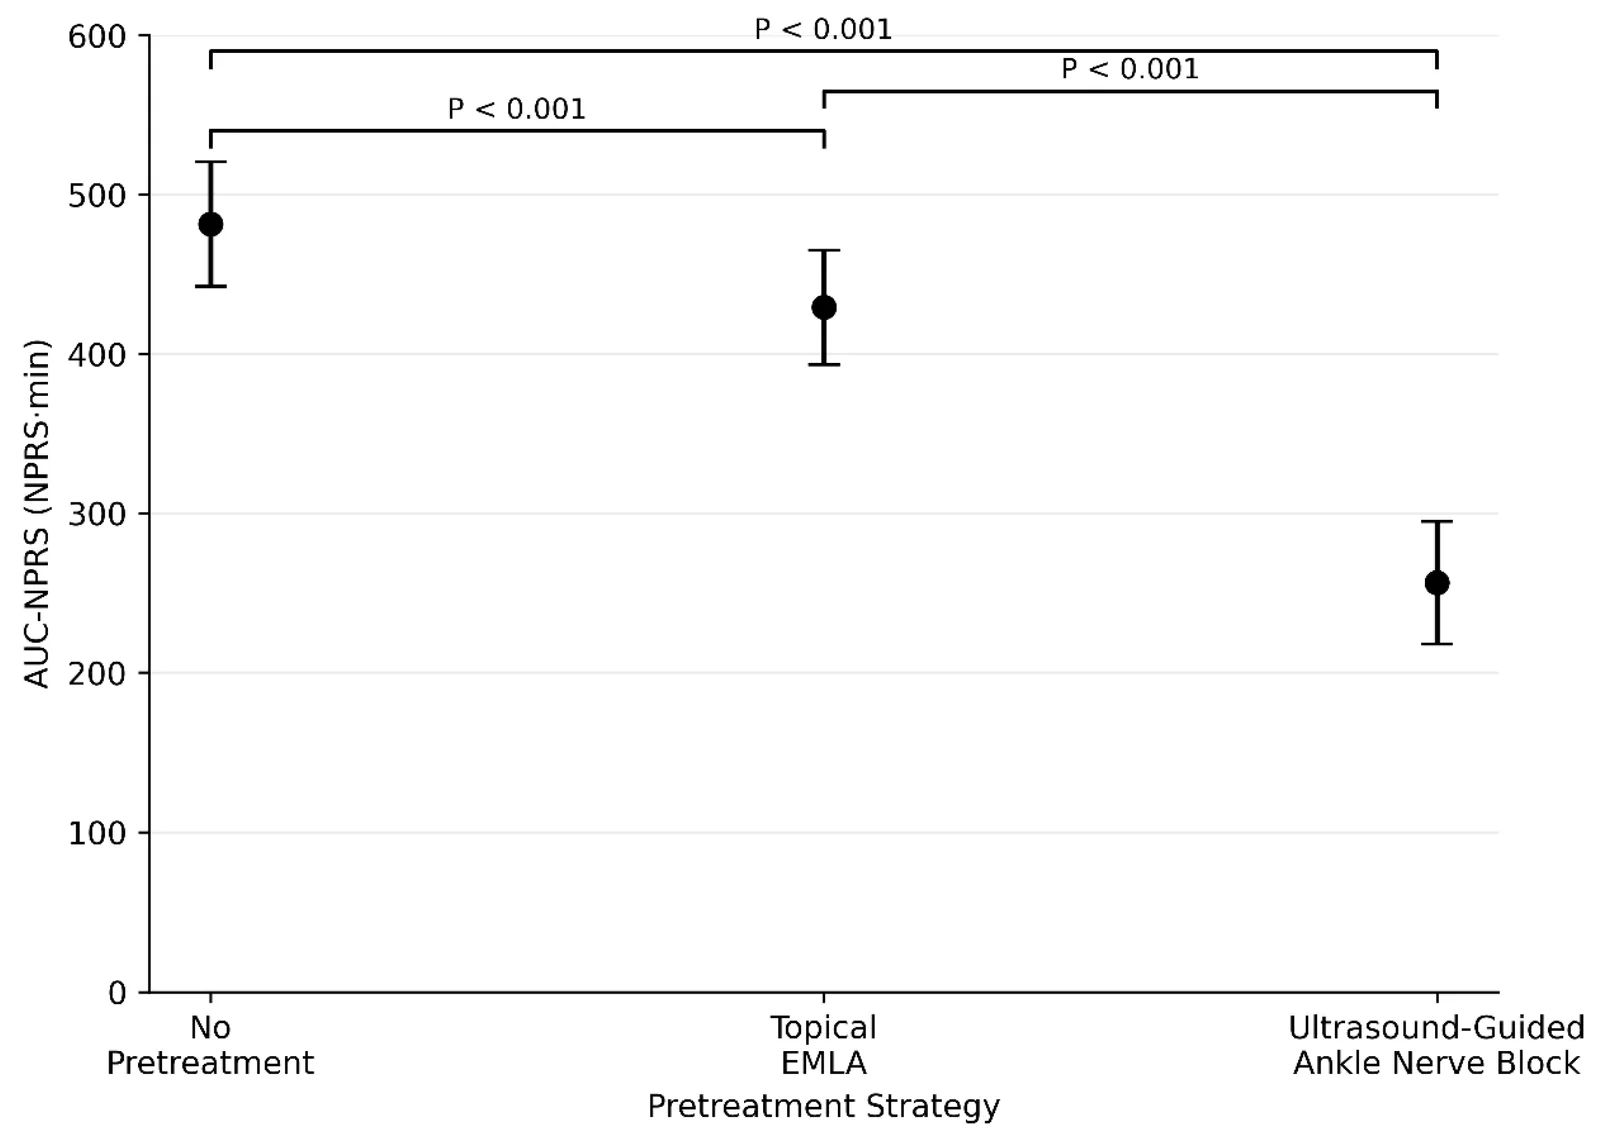 P < 0.001
P < 0.001
P < 0.001
600
500
400
300
200
100
0
AUC-NPRS (NPRS·min)
No
Pretreatment
Topical
EMLA
Ultrasound-Guided
Ankle Nerve Block
Pretreatment Strategy